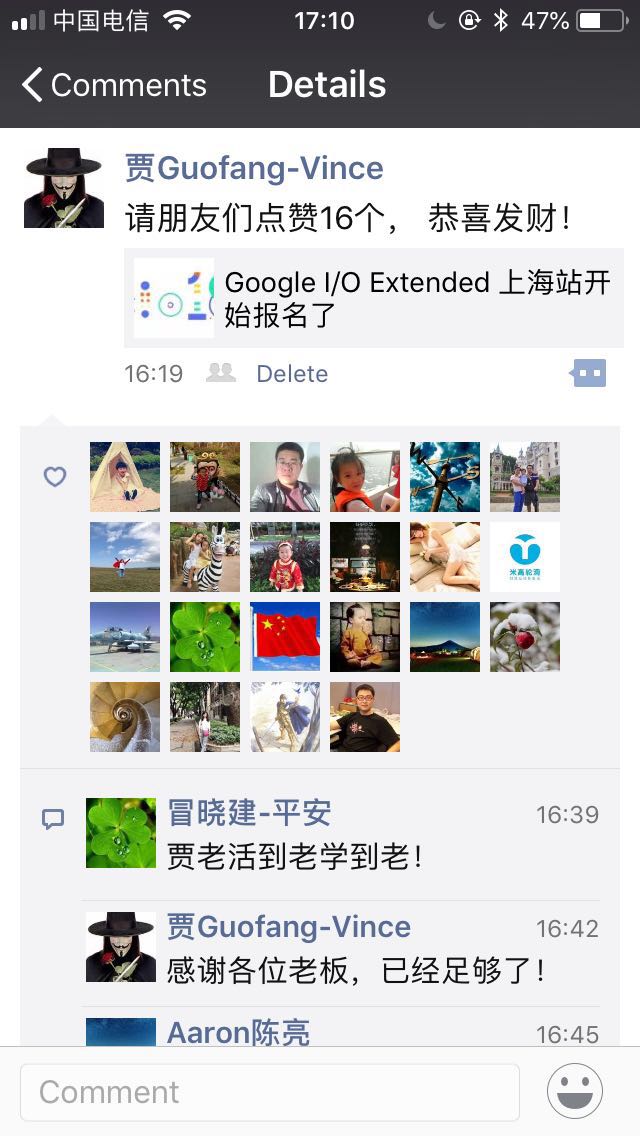 中国电信 17:10 47%
Comments Details
贾Guofang-Vince
请朋友们点赞16个， 恭喜发财！
Google I/O Extended 上海站开
始报名了
16:19 Delete
米高轮滑
冒晓建-平安 16:39
贾老活到老学到老！
贾Guofang-Vince 16:42
感谢各位老板，已经足够了！
Aaron陈亮 16:45
Comment